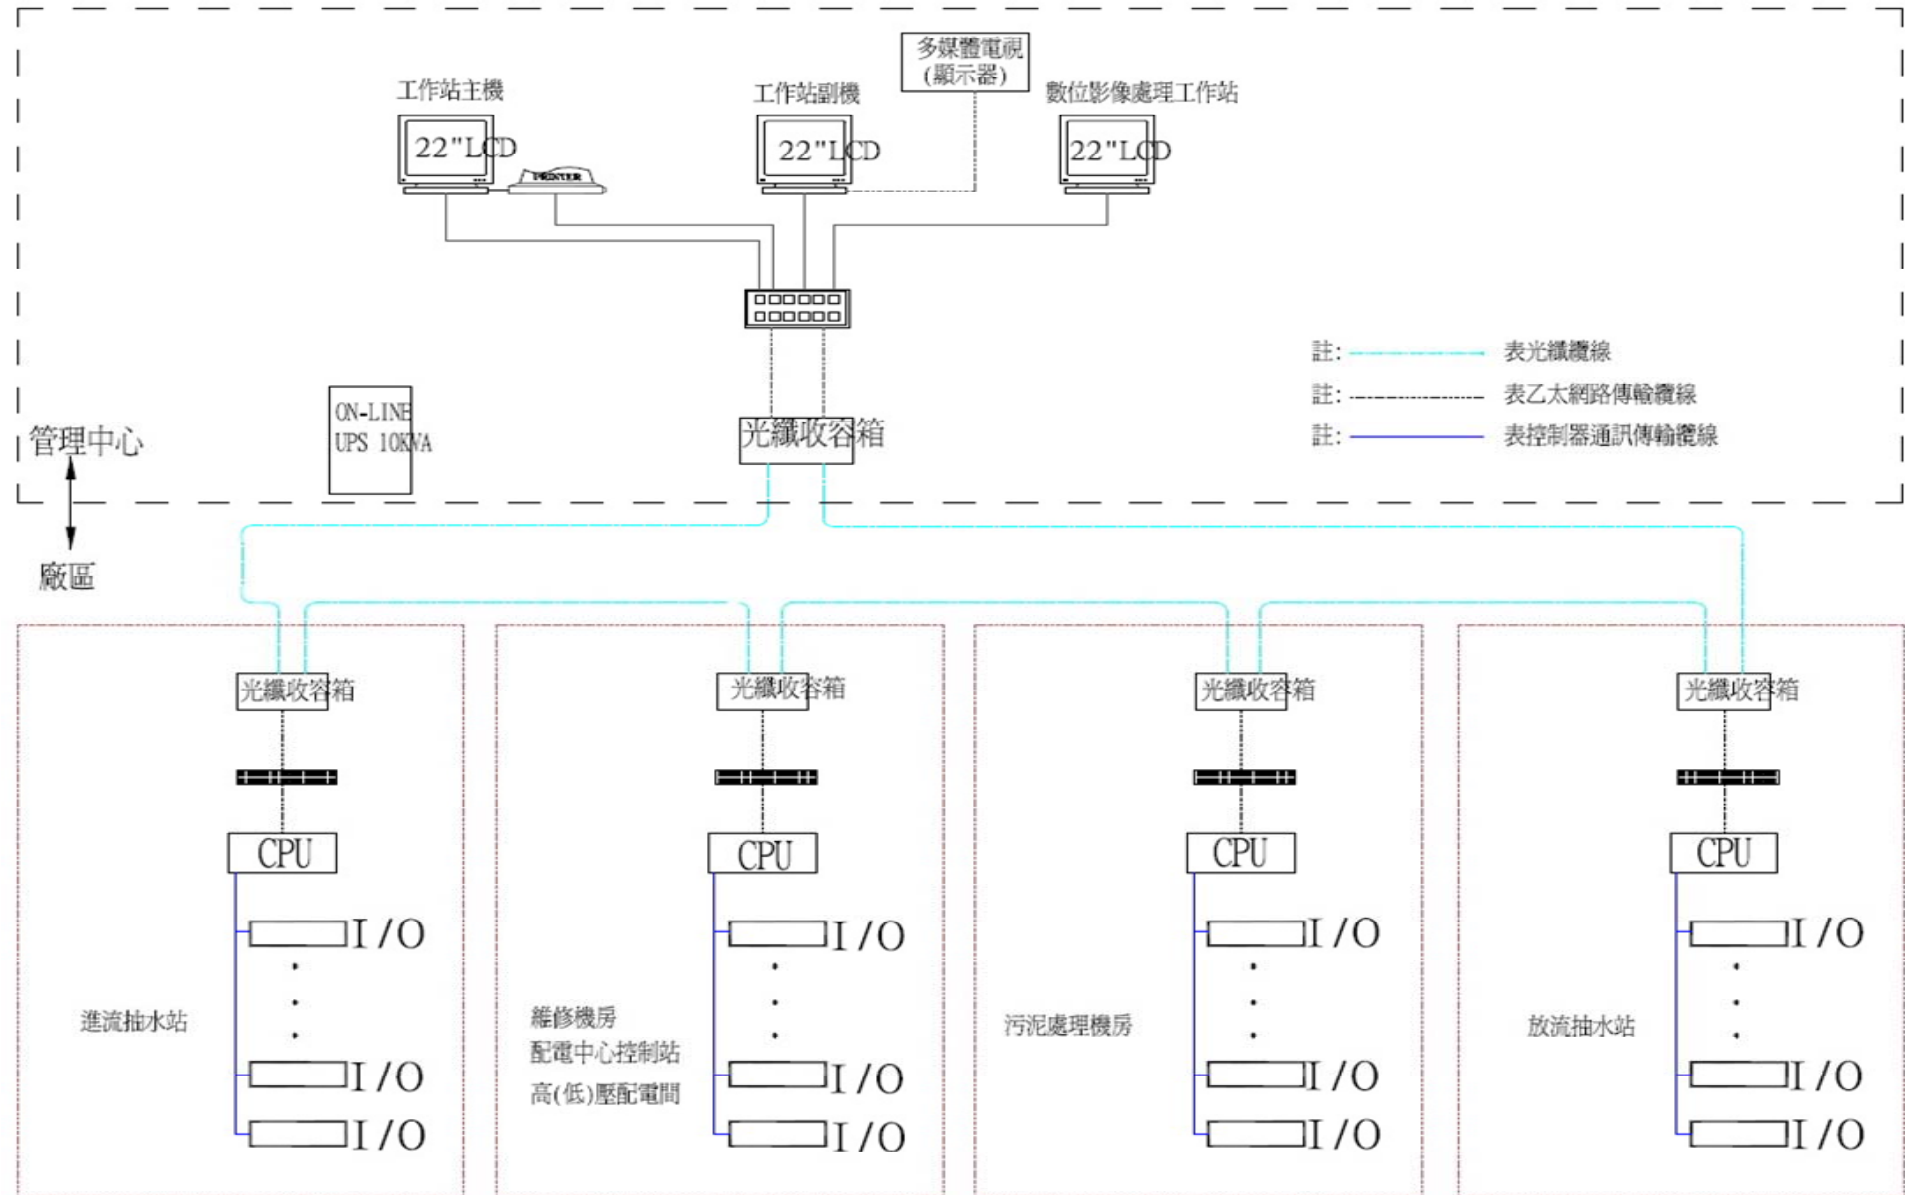 多媒體電視
(顯示器)
工作站主機
工作站副機
數位影像處理工作站
22"LCD
22"LCD
22"LCD
PRINTER
註:
表光纖纜線
註:
表乙太網路傳輸纜線
註:
表控制器通訊傳輸纜線
ON-LINE
UPS 10KVA
光纖收容箱
管理中心
廠區
光纖收容箱
光纖收容箱
光纖收容箱
光纖收容箱
CPU
CPU
CPU
CPU
I/O
I/O
I/O
I/O
進流抽水站
維修機房
配電中心控制站
高(低)壓配電間
污泥處理機房
放流抽水站
I/O
I/O
I/O
I/O
I/O
I/O
I/O
I/O